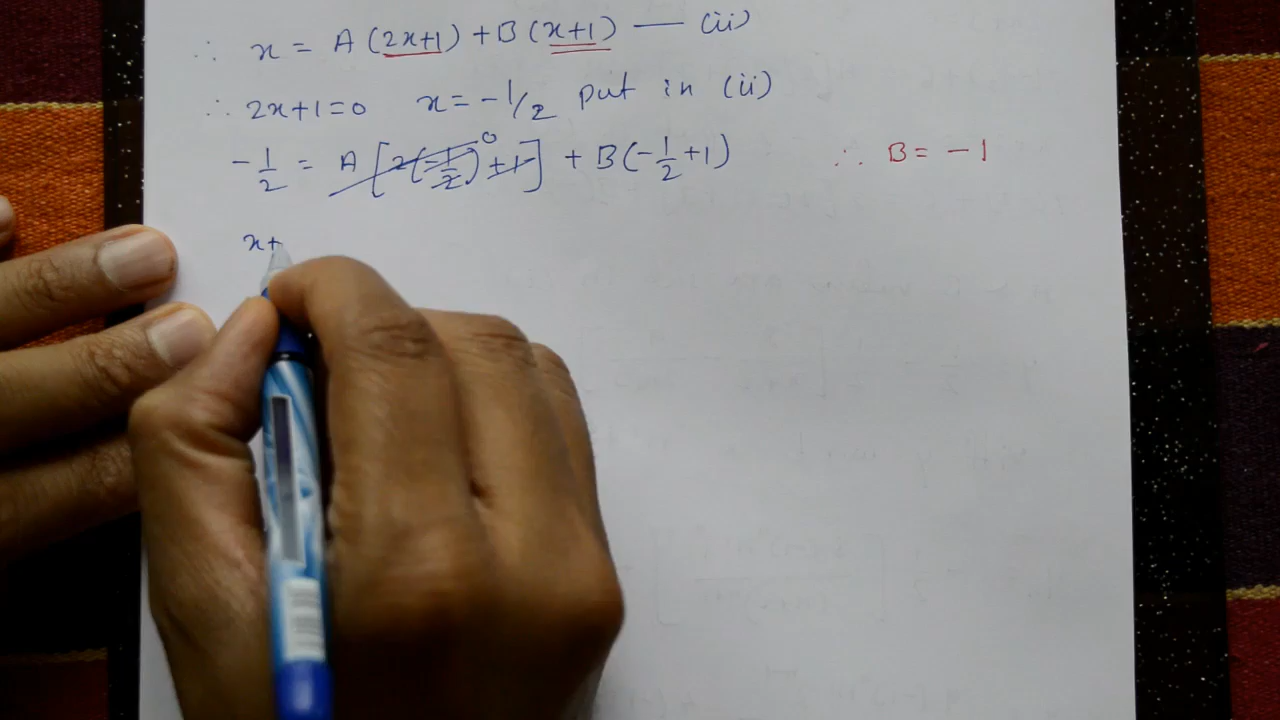 ∴ x = A (2x+1) + B (x+1) — (ii)
∴ 2x+1=0 x = -1/2 put in (ii)
-1/2 = A [2(-1/2)+1] 0 + B(-1/2+1) ∴ B = -1
x+